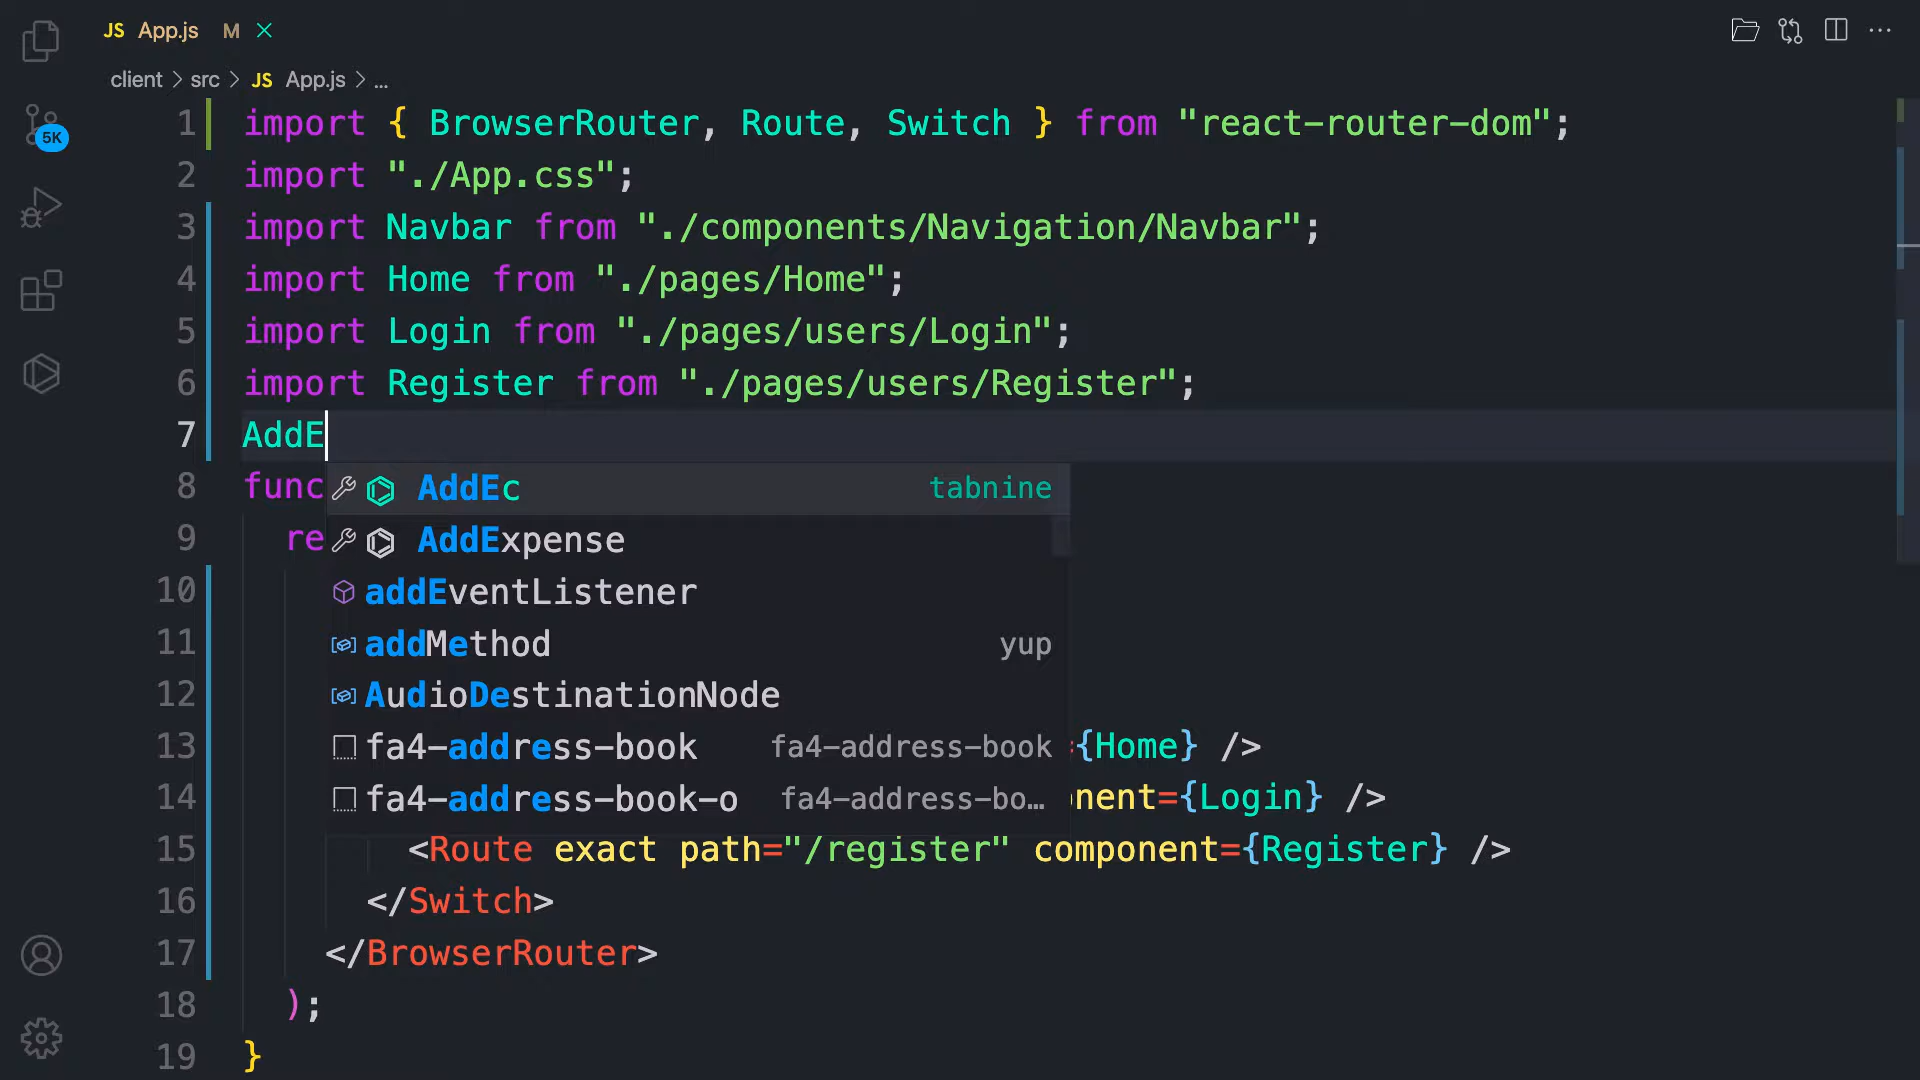 JS App.js M
client > src > JS App.js > ...
5K
1 import { BrowserRouter, Route, Switch } from "react-router-dom";
2 import "./App.css";
3 import Navbar from "./components/Navigation/Navbar";
4 import Home from "./pages/Home";
5 import Login from "./pages/users/Login";
6 import Register from "./pages/users/Register";
7 AddE
8 func
AddEc tabnine
9 re
AddExpense
10
addEventListener
11
addMethod yup
12
AudioDestinationNode
13 {Home} />
fa4-address-book fa4-address-book
14 nent={Login} />
fa4-address-book-o fa4-address-bo…
15 <Route exact path="/register" component={Register} />
16 </Switch>
17 </BrowserRouter>
18 );
19 }